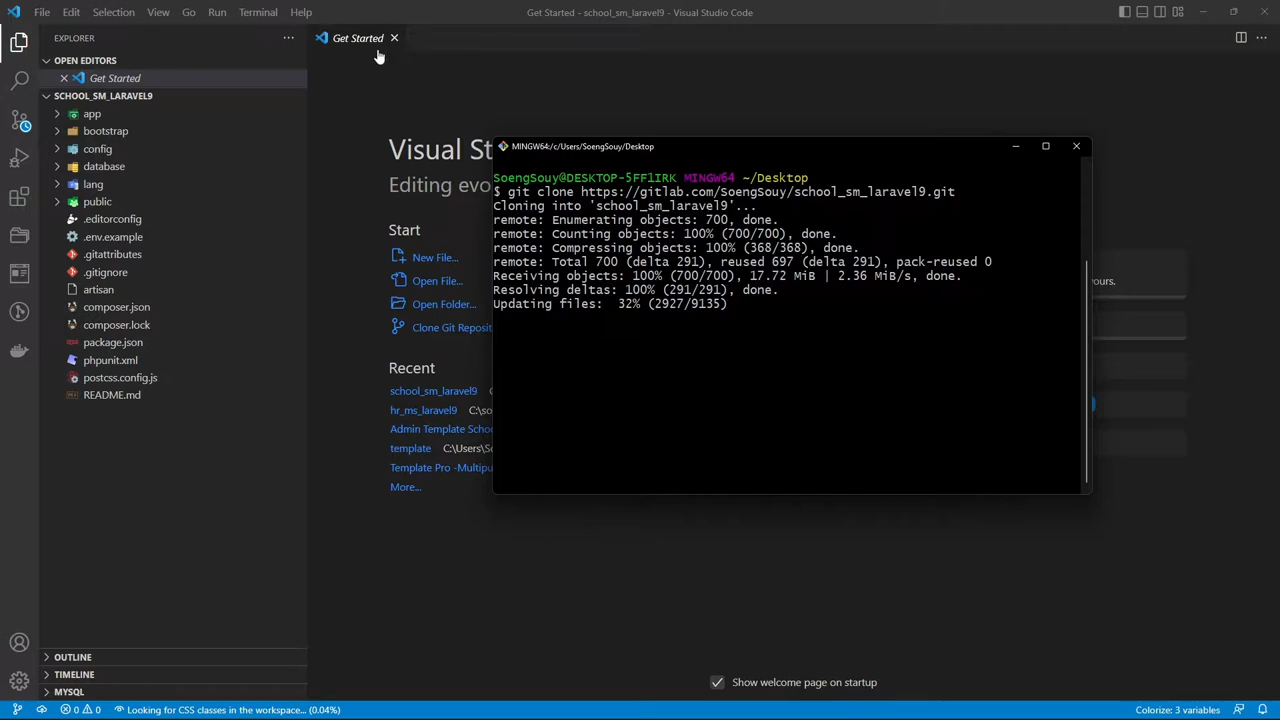 File Edit Selection View Go Run Terminal Help
Get Started - school_sm_laravel9 - Visual Studio Code
EXPLORER
OPEN EDITORS
Get Started
SCHOOL_SM_LARAVEL9
app
bootstrap
config
database
lang
public
.editorconfig
.env.example
.gitattributes
.gitignore
artisan
composer.json
composer.lock
package.json
phpunit.xml
postcss.config.js
README.md
OUTLINE
TIMELINE
MYSQL
Get Started
Visual St
Editing evo
Start
New File...
Open File...
Open Folder...
Clone Git Reposit
Recent
school_sm_laravel9
hr_ms_laravel9 C:\so
Admin Template Schoo
template C:\Users\S
Template Pro -Multipu
More...
ours.
MINGW64:/c/Users/SoengSouy/Desktop
SoengSouy@DESKTOP-5FFlIRK MINGW64 ~/Desktop
$ git clone https://gitlab.com/SoengSouy/school_sm_laravel9.git
Cloning into 'school_sm_laravel9'...
remote: Enumerating objects: 700, done.
remote: Counting objects: 100% (700/700), done.
remote: Compressing objects: 100% (368/368), done.
remote: Total 700 (delta 291), reused 697 (delta 291), pack-reused 0
Receiving objects: 100% (700/700), 17.72 MiB | 2.36 MiB/s, done.
Resolving deltas: 100% (291/291), done.
Updating files:  32% (2927/9135)
Show welcome page on startup
0 0 Looking for CSS classes in the workspace... (0.04%)
Colorize: 3 variables